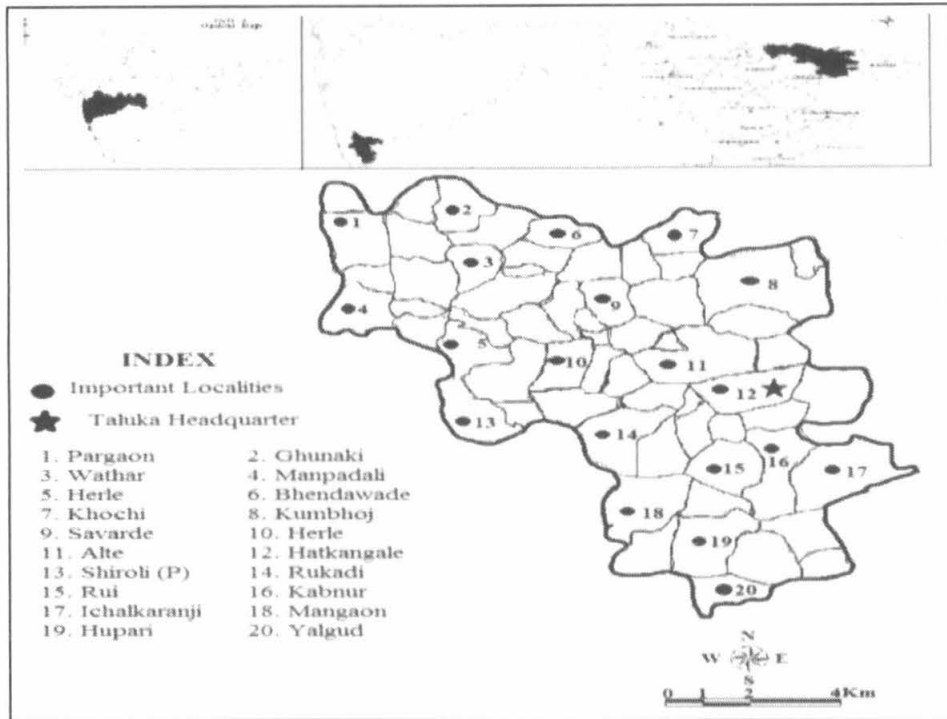 1
2
3
4
5
6
7
8
9
10
11
12
13
14
15
16
17
18
19
20
INDEX
Important Localities
Taluka Headquarter
1. Pargaon 2. Ghunaki
3. Wathar 4. Manpadali
5. Herle 6. Bhendawade
7. Khochi 8. Kumbhoj
9. Savarde 10. Herle
11. Alte 12. Hatkangale
13. Shiroli (P) 14. Rukadi
15. Rui 16. Kabnur
17. Ichalkaranji 18. Mangaon
19. Hupari 20. Yalgud
N
W E
S
0 1 2 4 Km